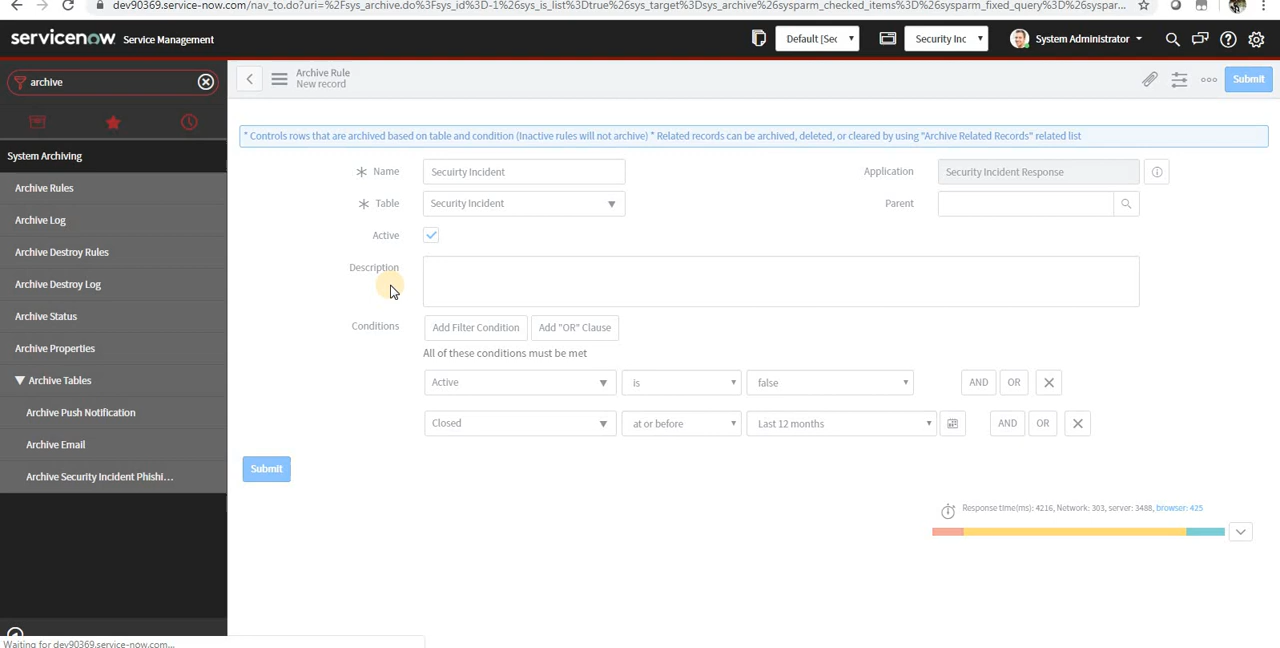 dev90369.service-now.com/nav_to.do?uri=%2Fsys_archive.do%3Fsys_id%3D-1%26sys_is_list%3Dtrue%26sys_target%3Dsys_archive%26sysparm_checked_items%3D%26sysparm_fixed_query%3D%26syspar...
servicenow Service Management
Default [Sec
Security Inc
System Administrator
archive
Archive Rule
New record
Submit
* Controls rows that are archived based on table and condition (Inactive rules will not archive) * Related records can be archived, deleted, or cleared by using "Archive Related Records" related list
System Archiving
Archive Rules
Archive Log
Archive Destroy Rules
Archive Destroy Log
Archive Status
Archive Properties
Archive Tables
Archive Push Notification
Archive Email
Archive Security Incident Phishi...
Name Secuirty Incident
Application Security Incident Response
Table Security Incident
Parent
Active
Description
Conditions Add Filter Condition Add "OR" Clause
All of these conditions must be met
Active is false AND OR
Closed at or before Last 12 months AND OR
Submit
Response time(ms): 4216, Network: 303, server: 3488, browser: 425
Waiting for dev90369.service-now.com...